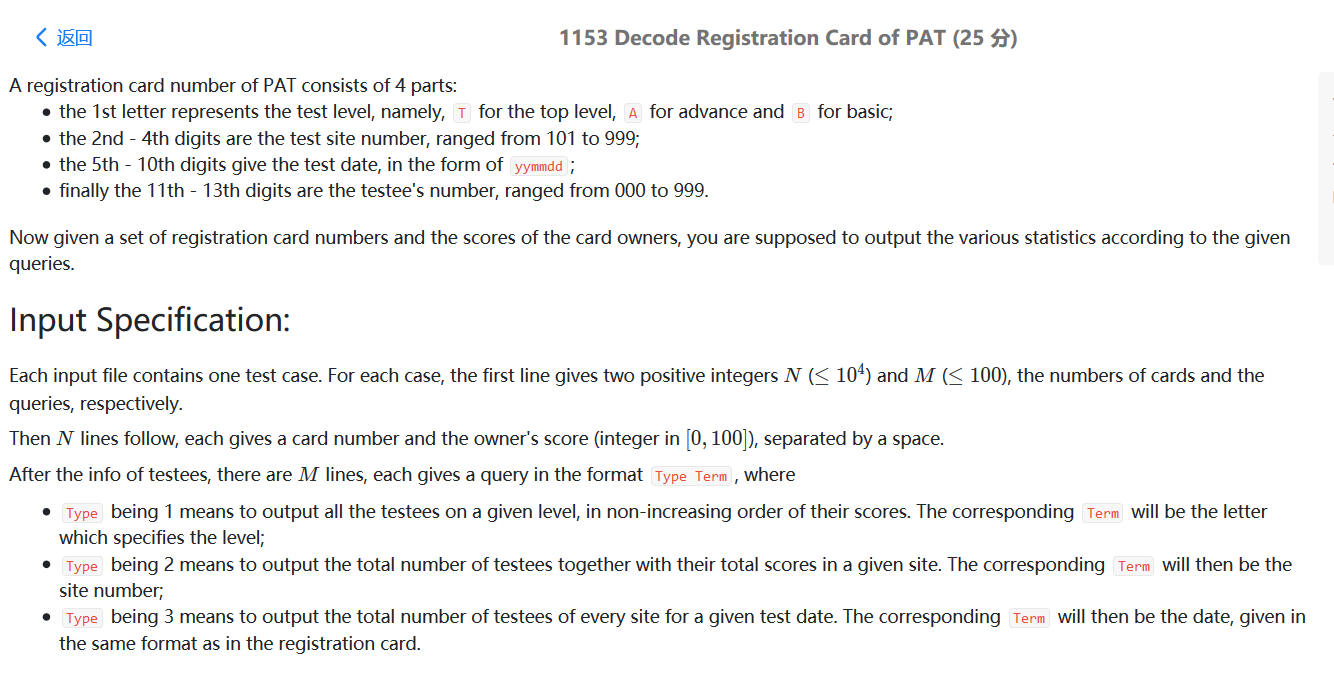 返回
1153 Decode Registration Card of PAT (25 分)
A registration card number of PAT consists of 4 parts:
• the 1st letter represents the test level, namely, T for the top level, A for advance and B for basic;
• the 2nd - 4th digits are the test site number, ranged from 101 to 999;
• the 5th - 10th digits give the test date, in the form of yymmdd ;
• finally the 11th - 13th digits are the testee's number, ranged from 000 to 999.
Now given a set of registration card numbers and the scores of the card owners, you are supposed to output the various statistics according to the given
queries.
Input Specification:
Each input file contains one test case. For each case, the first line gives two positive integers N (≤ 10⁴) and M (≤ 100), the numbers of cards and the
queries, respectively.
Then N lines follow, each gives a card number and the owner's score (integer in [0, 100]), separated by a space.
After the info of testees, there are M lines, each gives a query in the format Type Term , where
• Type being 1 means to output all the testees on a given level, in non-increasing order of their scores. The corresponding Term will be the letter
which specifies the level;
• Type being 2 means to output the total number of testees together with their total scores in a given site. The corresponding Term will then be the
site number;
• Type being 3 means to output the total number of testees of every site for a given test date. The corresponding Term will then be the date, given in
the same format as in the registration card.